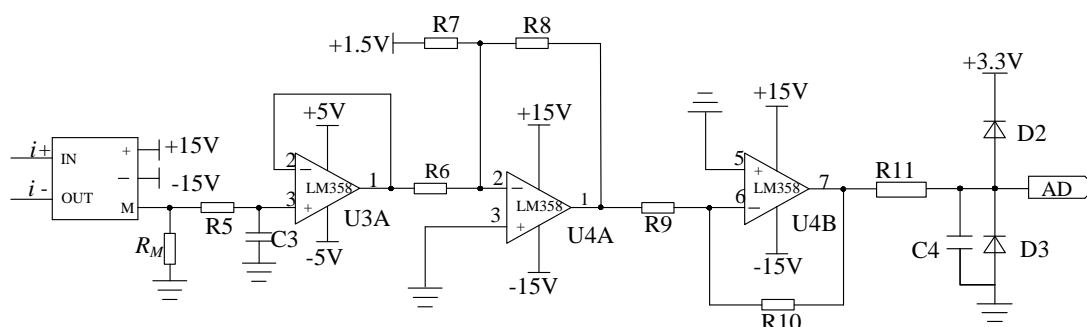 R7
R8
+1.5V
+3.3V
+15V
+15V
+5V
D2
i+
IN
+
+15V
2
−
5
+
R6
2
−
LM358
7
R11
AD
i -
OUT
−
-15V
LM358
1
LM358
1
6
−
M
3
+
U3A
3
+
U4A
R9
U4B
R5
C3
R_M
-5V
-15V
-15V
C4
D3
R10